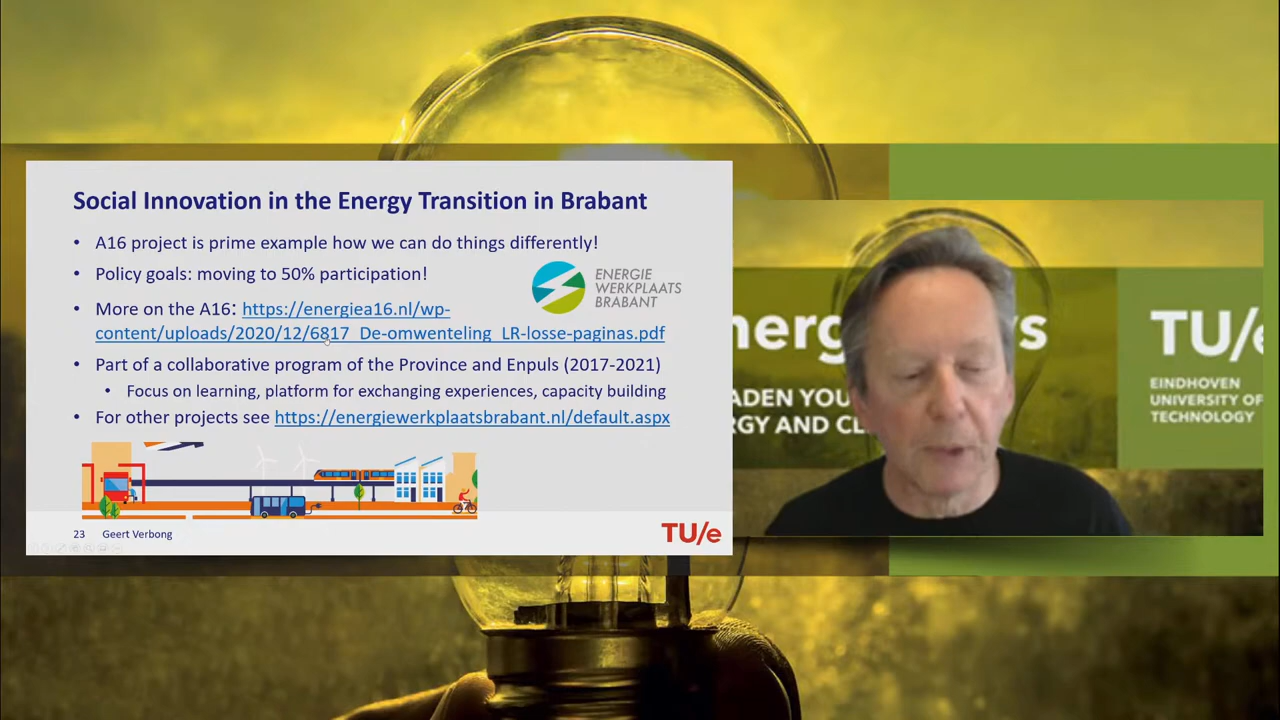 Social Innovation in the Energy Transition in Brabant
• A16 project is prime example how we can do things differently!
• Policy goals: moving to 50% participation!
ENERGIE
WERKPLAATS
BRABANT
• More on the A16: https://energiea16.nl/wp-
content/uploads/2020/12/6817_De-omwenteling_LR-losse-paginas.pdf
• Part of a collaborative program of the Province and Enpuls (2017-2021)
• Focus on learning, platform for exchanging experiences, capacity building
• For other projects see https://energiewerkplaatsbrabant.nl/default.aspx
23 Geert Verbong
TU/e
TU/e
EINDHOVEN
UNIVERSITY OF
TECHNOLOGY